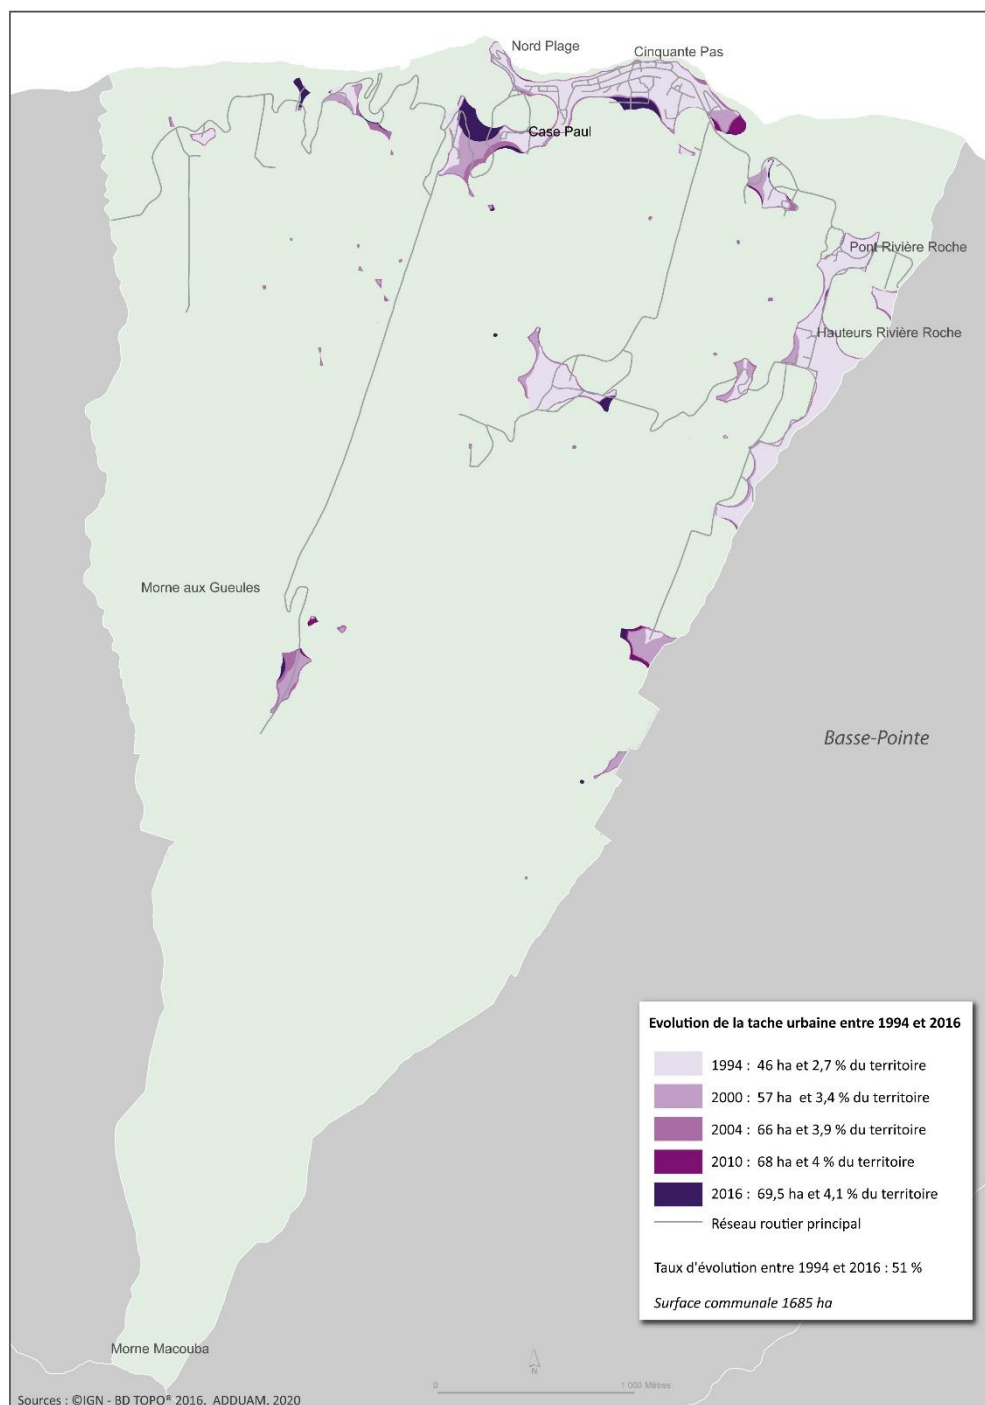 Nord Plage
Cinquante Pas
Case Paul
Pont Rivière Roche
Hauteurs Rivière Roche
Morne aux Gueules
Basse-Pointe
Evolution de la tache urbaine entre 1994 et 2016
1994 : 46 ha et 2,7 % du territoire
2000 : 57 ha et 3,4 % du territoire
2004 : 66 ha et 3,9 % du territoire
2010 : 68 ha et 4 % du territoire
2016 : 69,5 ha et 4,1 % du territoire
Réseau routier principal
Taux d'évolution entre 1994 et 2016 : 51 %
Surface communale 1685 ha
Morne Macouba
N
0 1 000 Mètres
Sources : ©IGN - BD TOPO® 2016, ADDUAM, 2020